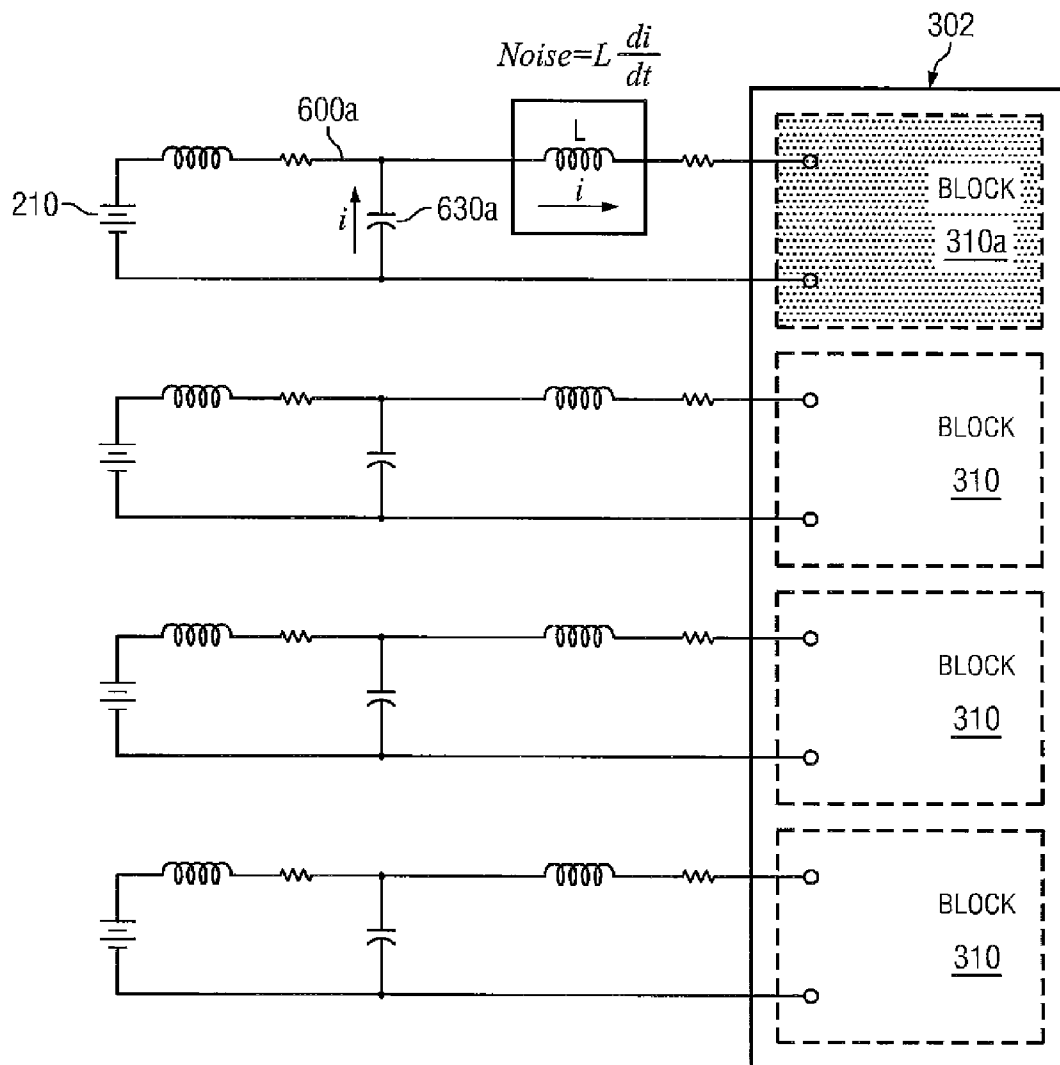 302
Noise=L di/dt
600a
L
i
210
i
630a
BLOCK
310a
BLOCK
310
BLOCK
310
BLOCK
310